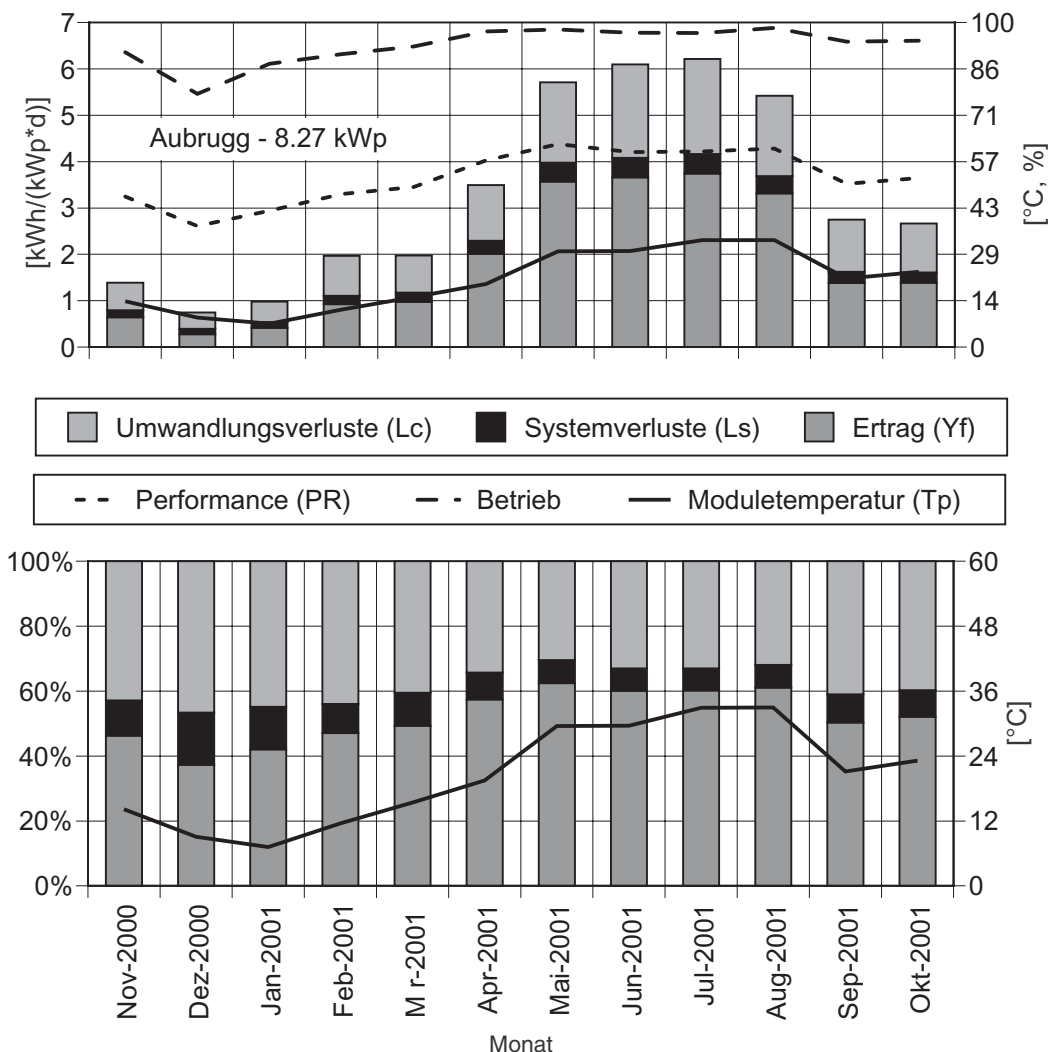 7
6
5
4
3
2
1
0
[kWh/(kWp*d)]
Aubrugg - 8.27 kWp
100
86
71
57
43
29
14
0
[°C, %]
Umwandlungsverluste (Lc)
Systemverluste (Ls)
Ertrag (Yf)
Performance (PR)
Betrieb
Moduletemperatur (Tp)
100%
80%
60%
40%
20%
0%
60
48
36
24
12
0
[°C]
Nov-2000
Dez-2000
Jan-2001
Feb-2001
M r-2001
Apr-2001
Mai-2001
Jun-2001
Jul-2001
Aug-2001
Sep-2001
Okt-2001
Monat